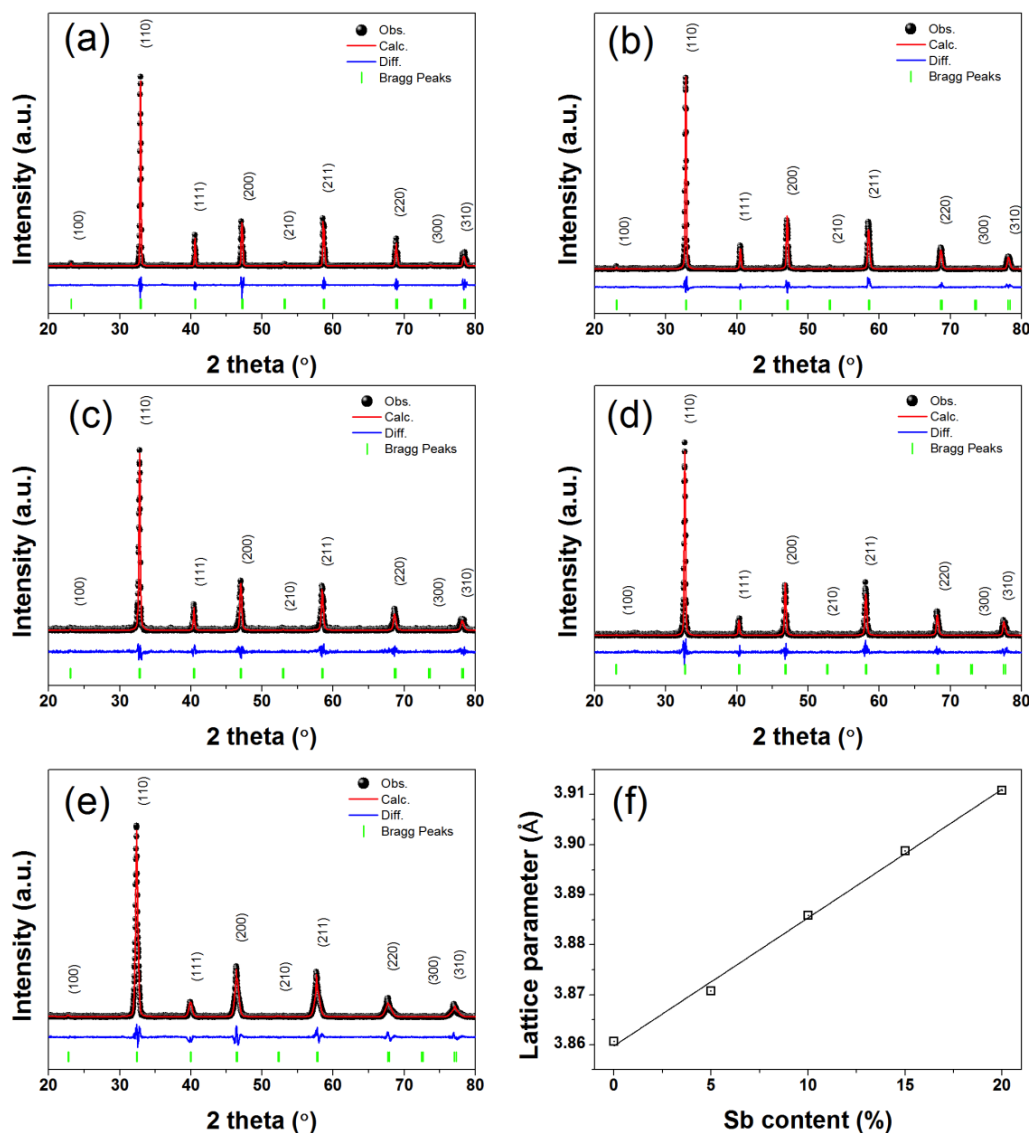 (a)
Obs.
Calc.
Diff.
Bragg Peaks
(100)
(110)
(111)
(200)
(210)
(211)
(220)
(300)
(310)
Intensity (a.u.)
20 30 40 50 60 70 80
2 theta (°)
(b)
Obs.
Calc.
Diff.
Bragg Peaks
(100)
(110)
(111)
(200)
(210)
(211)
(220)
(300)
(310)
Intensity (a.u.)
20 30 40 50 60 70 80
2 theta (°)
(c)
Obs.
Calc.
Diff.
Bragg Peaks
(100)
(110)
(111)
(200)
(210)
(211)
(220)
(300)
(310)
Intensity (a.u.)
20 30 40 50 60 70 80
2 theta (°)
(d)
Obs.
Calc.
Diff.
Bragg Peaks
(100)
(110)
(111)
(200)
(210)
(211)
(220)
(300)
(310)
Intensity (a.u.)
20 30 40 50 60 70 80
2 theta (°)
(e)
Obs.
Calc.
Diff.
Bragg Peaks
(100)
(110)
(111)
(200)
(210)
(211)
(220)
(300)
(310)
Intensity (a.u.)
20 30 40 50 60 70 80
2 theta (°)
(f)
Lattice parameter (Å)
3.91
3.90
3.89
3.88
3.87
3.86
0 5 10 15 20
Sb content (%)